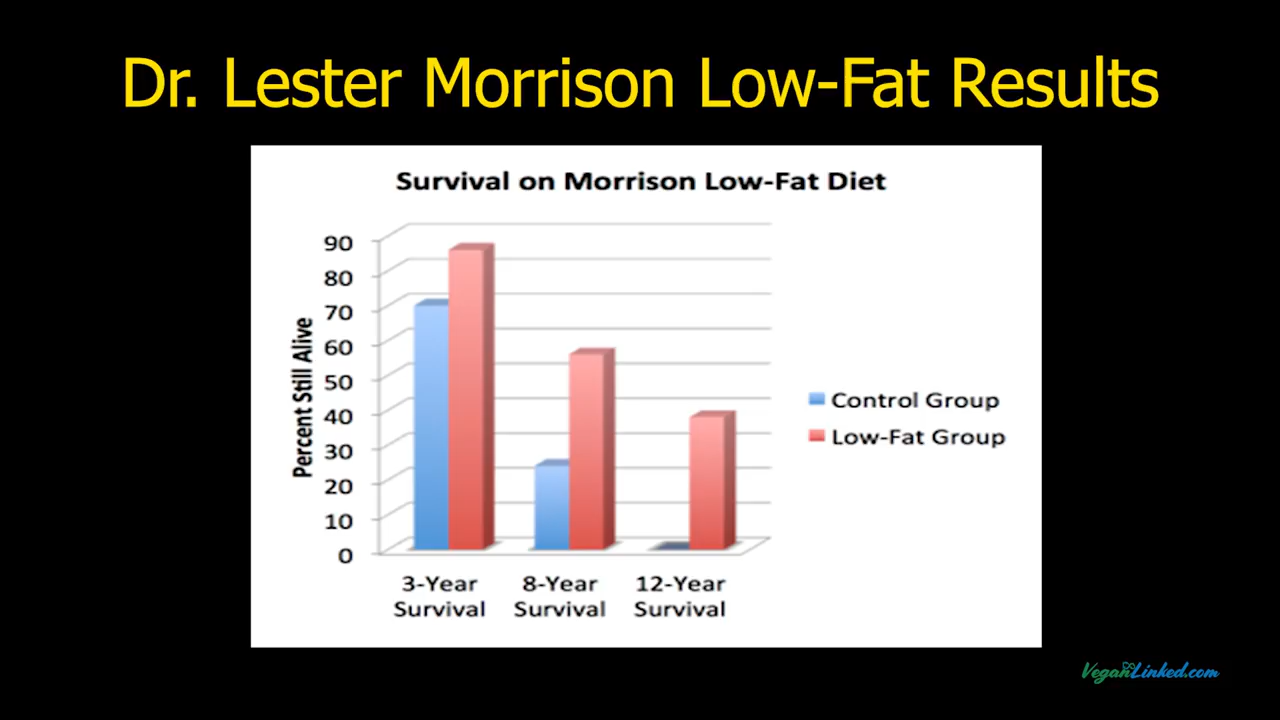 Dr. Lester Morrison Low-Fat Results
Survival on Morrison Low-Fat Diet
Percent Still Alive
90
80
70
60
50
40
30
20
10
0
3-Year Survival
8-Year Survival
12-Year Survival
Control Group
Low-Fat Group
VeganLinked.com